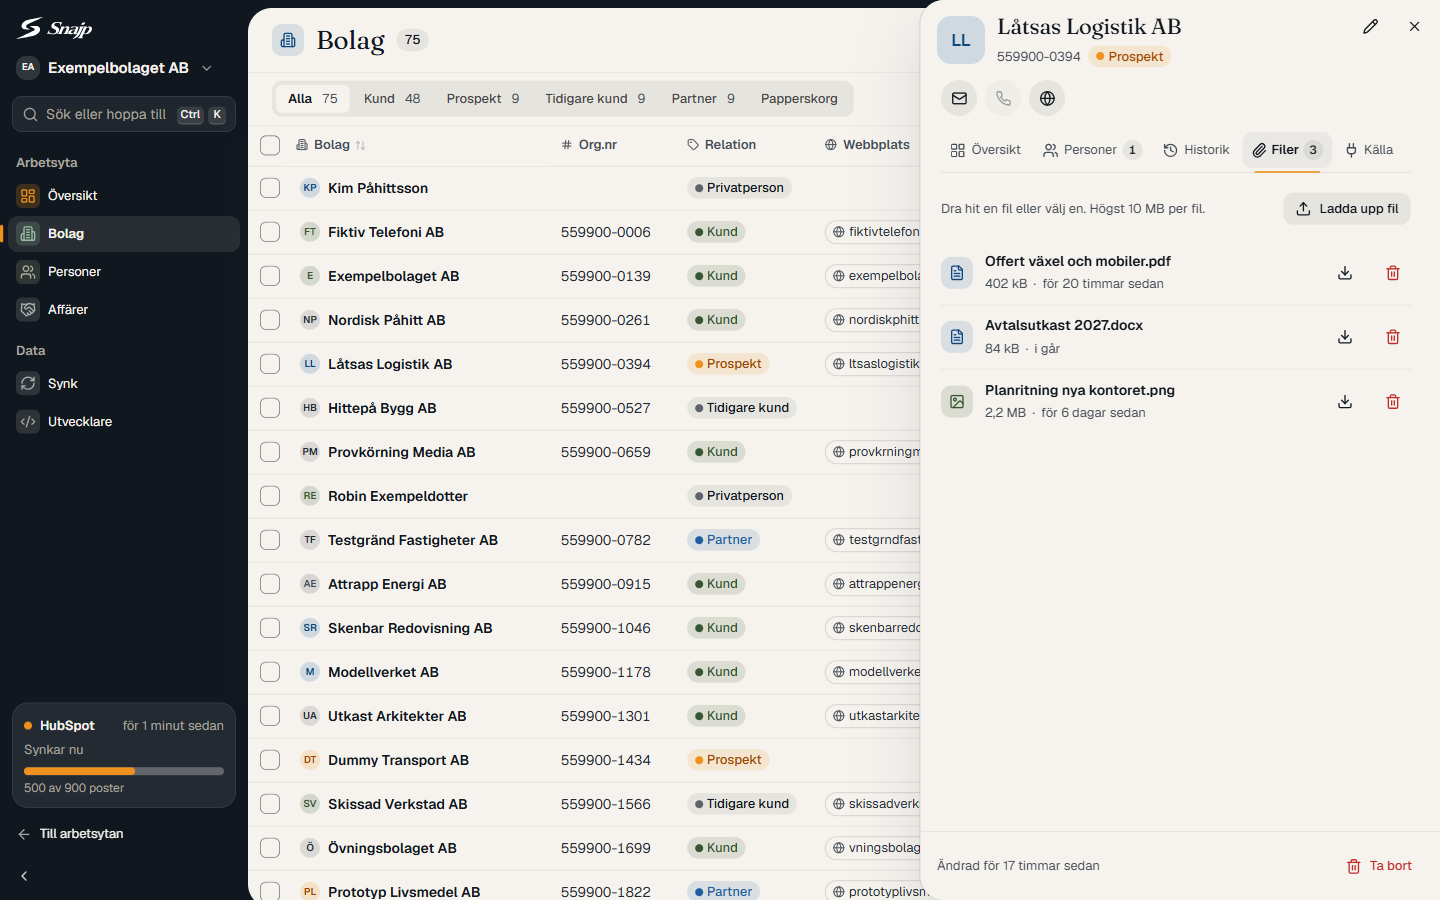 Snajp
EA Exempelbolaget AB
Sök eller hoppa till Ctrl K
Arbetsyta
Översikt
Bolag
Personer
Affärer
Data
Synk
Utvecklare
HubSpot för 1 minut sedan
Synkar nu
500 av 900 poster
Till arbetsytan
Bolag 75
Alla 75 Kund 48 Prospekt 9 Tidigare kund 9 Partner 9 Papperskorg
Bolag # Org.nr Relation Webbplats
KP Kim Påhittsson Privatperson
FT Fiktiv Telefoni AB 559900-0006 Kund fiktivtelefon
E Exempelbolaget AB 559900-0139 Kund exempelbola
NP Nordisk Påhitt AB 559900-0261 Kund nordiskphitt
LL Låtsas Logistik AB 559900-0394 Prospekt ltsaslogistik
HB Hittepå Bygg AB 559900-0527 Tidigare kund
PM Provkörning Media AB 559900-0659 Kund provkrningm
RE Robin Exempeldotter Privatperson
TF Testgränd Fastigheter AB 559900-0782 Partner testgrndfast
AE Attrapp Energi AB 559900-0915 Kund attrappenerg
SR Skenbar Redovisning AB 559900-1046 Kund skenbarredo
M Modellverket AB 559900-1178 Kund modellverke
UA Utkast Arkitekter AB 559900-1301 Kund utkastarkite
DT Dummy Transport AB 559900-1434 Prospekt
SV Skissad Verkstad AB 559900-1566 Tidigare kund skissadverk
Ö Övningsbolaget AB 559900-1699 Kund vningsbolag
PL Prototyp Livsmedel AB 559900-1822 Partner prototyplivsm
LL Låtsas Logistik AB
559900-0394 Prospekt
Översikt Personer 1 Historik Filer 3 Källa
Dra hit en fil eller välj en. Högst 10 MB per fil. Ladda upp fil
Offert växel och mobiler.pdf
402 kB · för 20 timmar sedan
Avtalsutkast 2027.docx
84 kB · i går
Planritning nya kontoret.png
2,2 MB · för 6 dagar sedan
Ändrad för 17 timmar sedan Ta bort